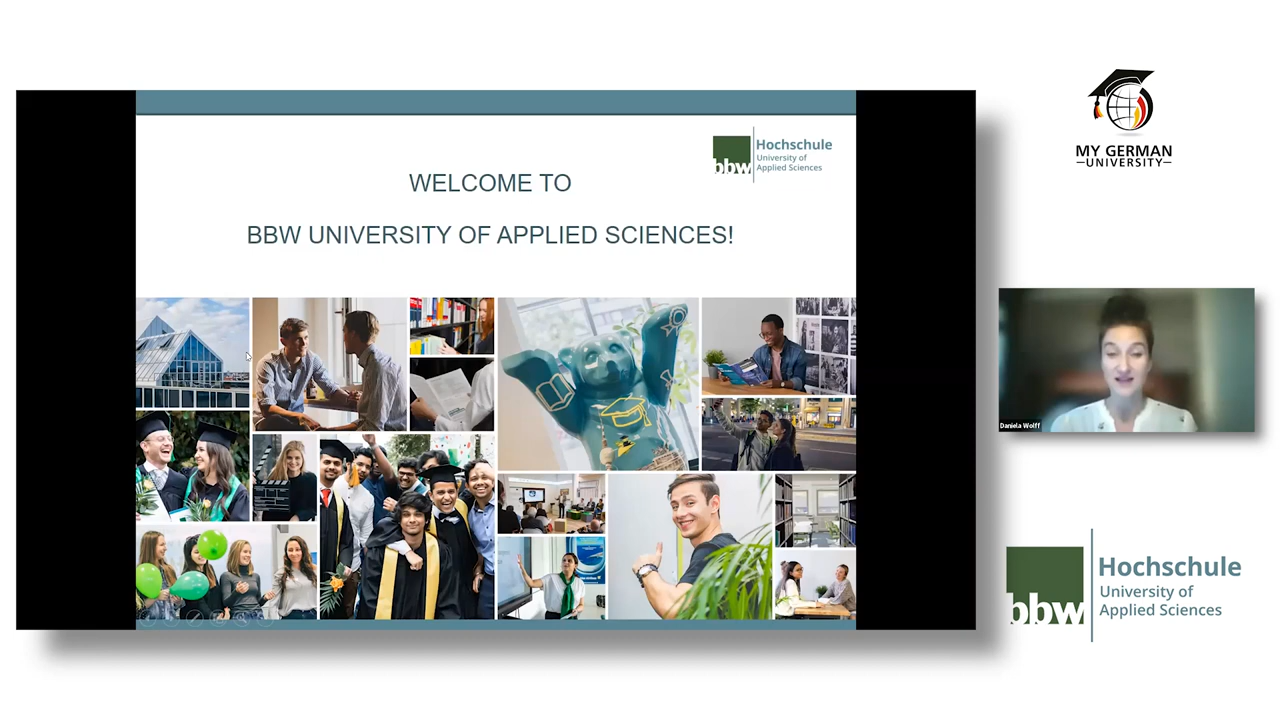 WELCOME TO
BBW UNIVERSITY OF APPLIED SCIENCES!
bbw
Hochschule
University of
Applied Sciences
MY GERMAN
UNIVERSITY
Daniela Wolff
bbw
Hochschule
University of
Applied Sciences